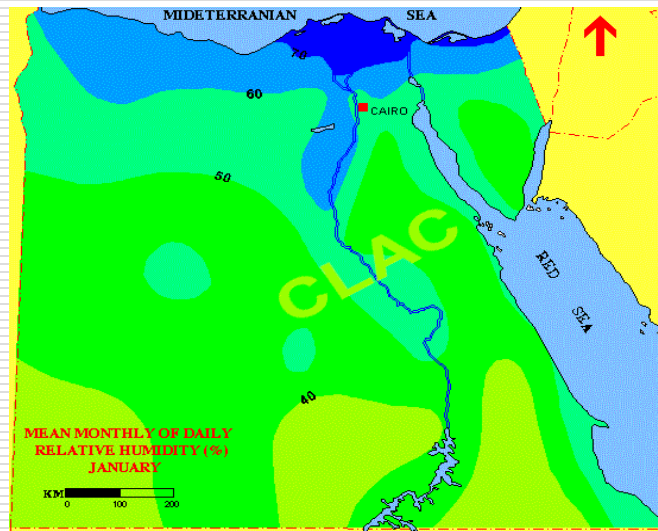 MIDETERRANIAN SEA
70
60
CAIRO
50
CLAC
RED
SEA
40
MEAN MONTHLY OF DAILY
RELATIVE HUMIDITY (%)
JANUARY
KM
0 100 200